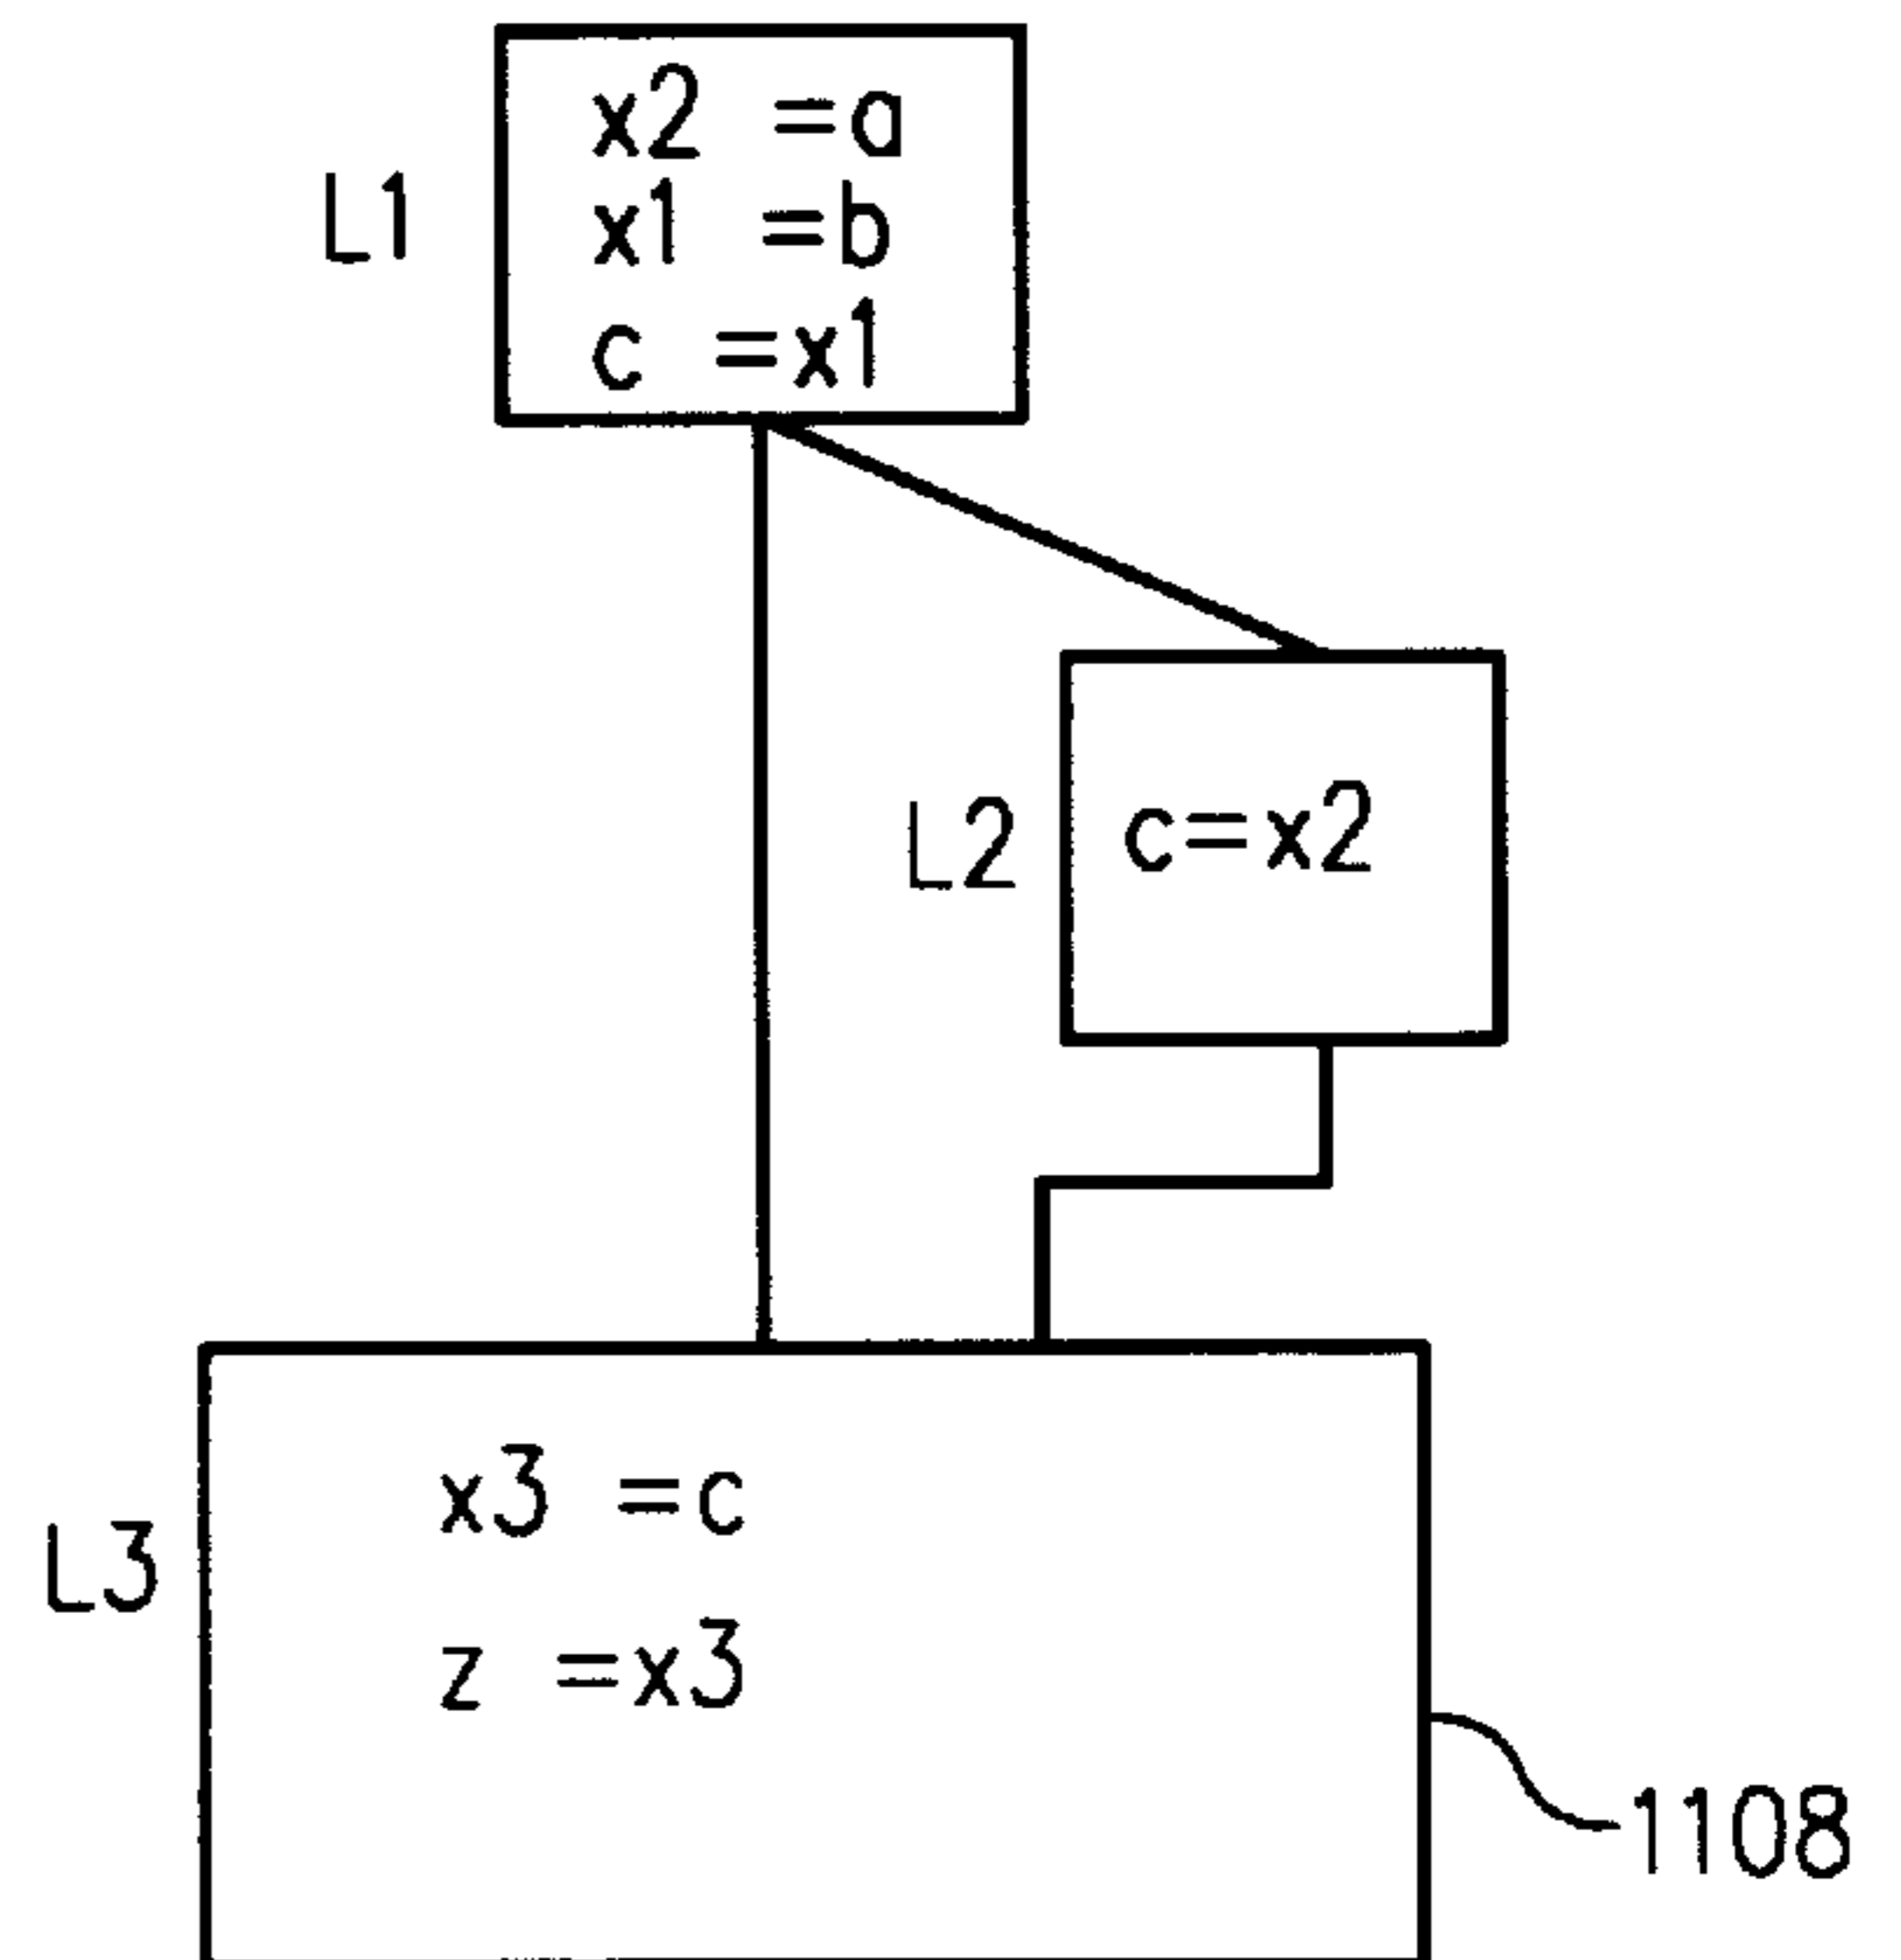 x2 =a
L1
x1 =b
c =x1
L2
c=x2
x3 =c
L3
z =x3
1108